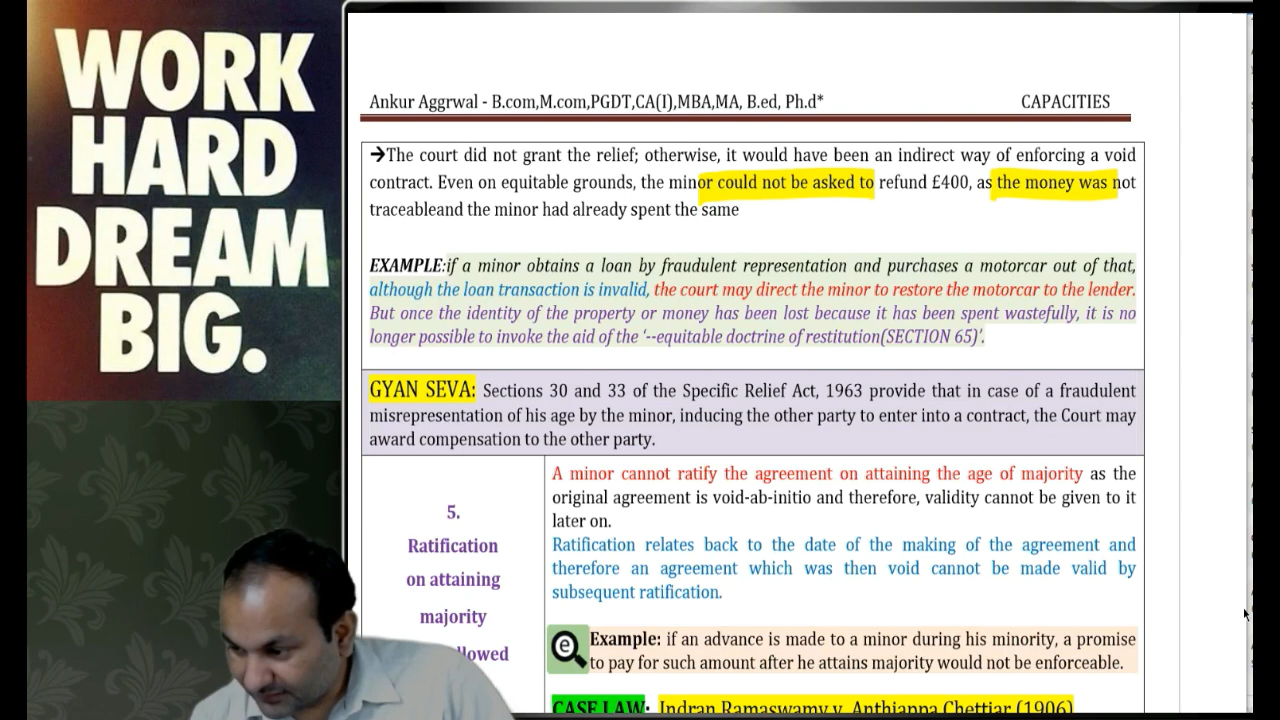 WORK
HARD
DREAM
BIG.
Ankur Aggrwal - B.com,M.com,PGDT,CA(I),MBA,MA, B.ed, Ph.d* CAPACITIES
➔The court did not grant the relief; otherwise, it would have been an indirect way of enforcing a void
contract. Even on equitable grounds, the minor could not be asked to refund £400, as the money was not
traceableand the minor had already spent the same
EXAMPLE:if a minor obtains a loan by fraudulent representation and purchases a motorcar out of that,
although the loan transaction is invalid, the court may direct the minor to restore the motorcar to the lender.
But once the identity of the property or money has been lost because it has been spent wastefully, it is no
longer possible to invoke the aid of the ‘--equitable doctrine of restitution(SECTION 65)’.
GYAN SEVA: Sections 30 and 33 of the Specific Relief Act, 1963 provide that in case of a fraudulent
misrepresentation of his age by the minor, inducing the other party to enter into a contract, the Court may
award compensation to the other party.
5.
Ratification
on attaining
majority
lowed
A minor cannot ratify the agreement on attaining the age of majority as the
original agreement is void-ab-initio and therefore, validity cannot be given to it
later on.
Ratification relates back to the date of the making of the agreement and
therefore an agreement which was then void cannot be made valid by
subsequent ratification.
e
Example: if an advance is made to a minor during his minority, a promise
to pay for such amount after he attains majority would not be enforceable.
CASE LAW: Indran Ramaswamy v. Anthiappa Chettiar (1906)